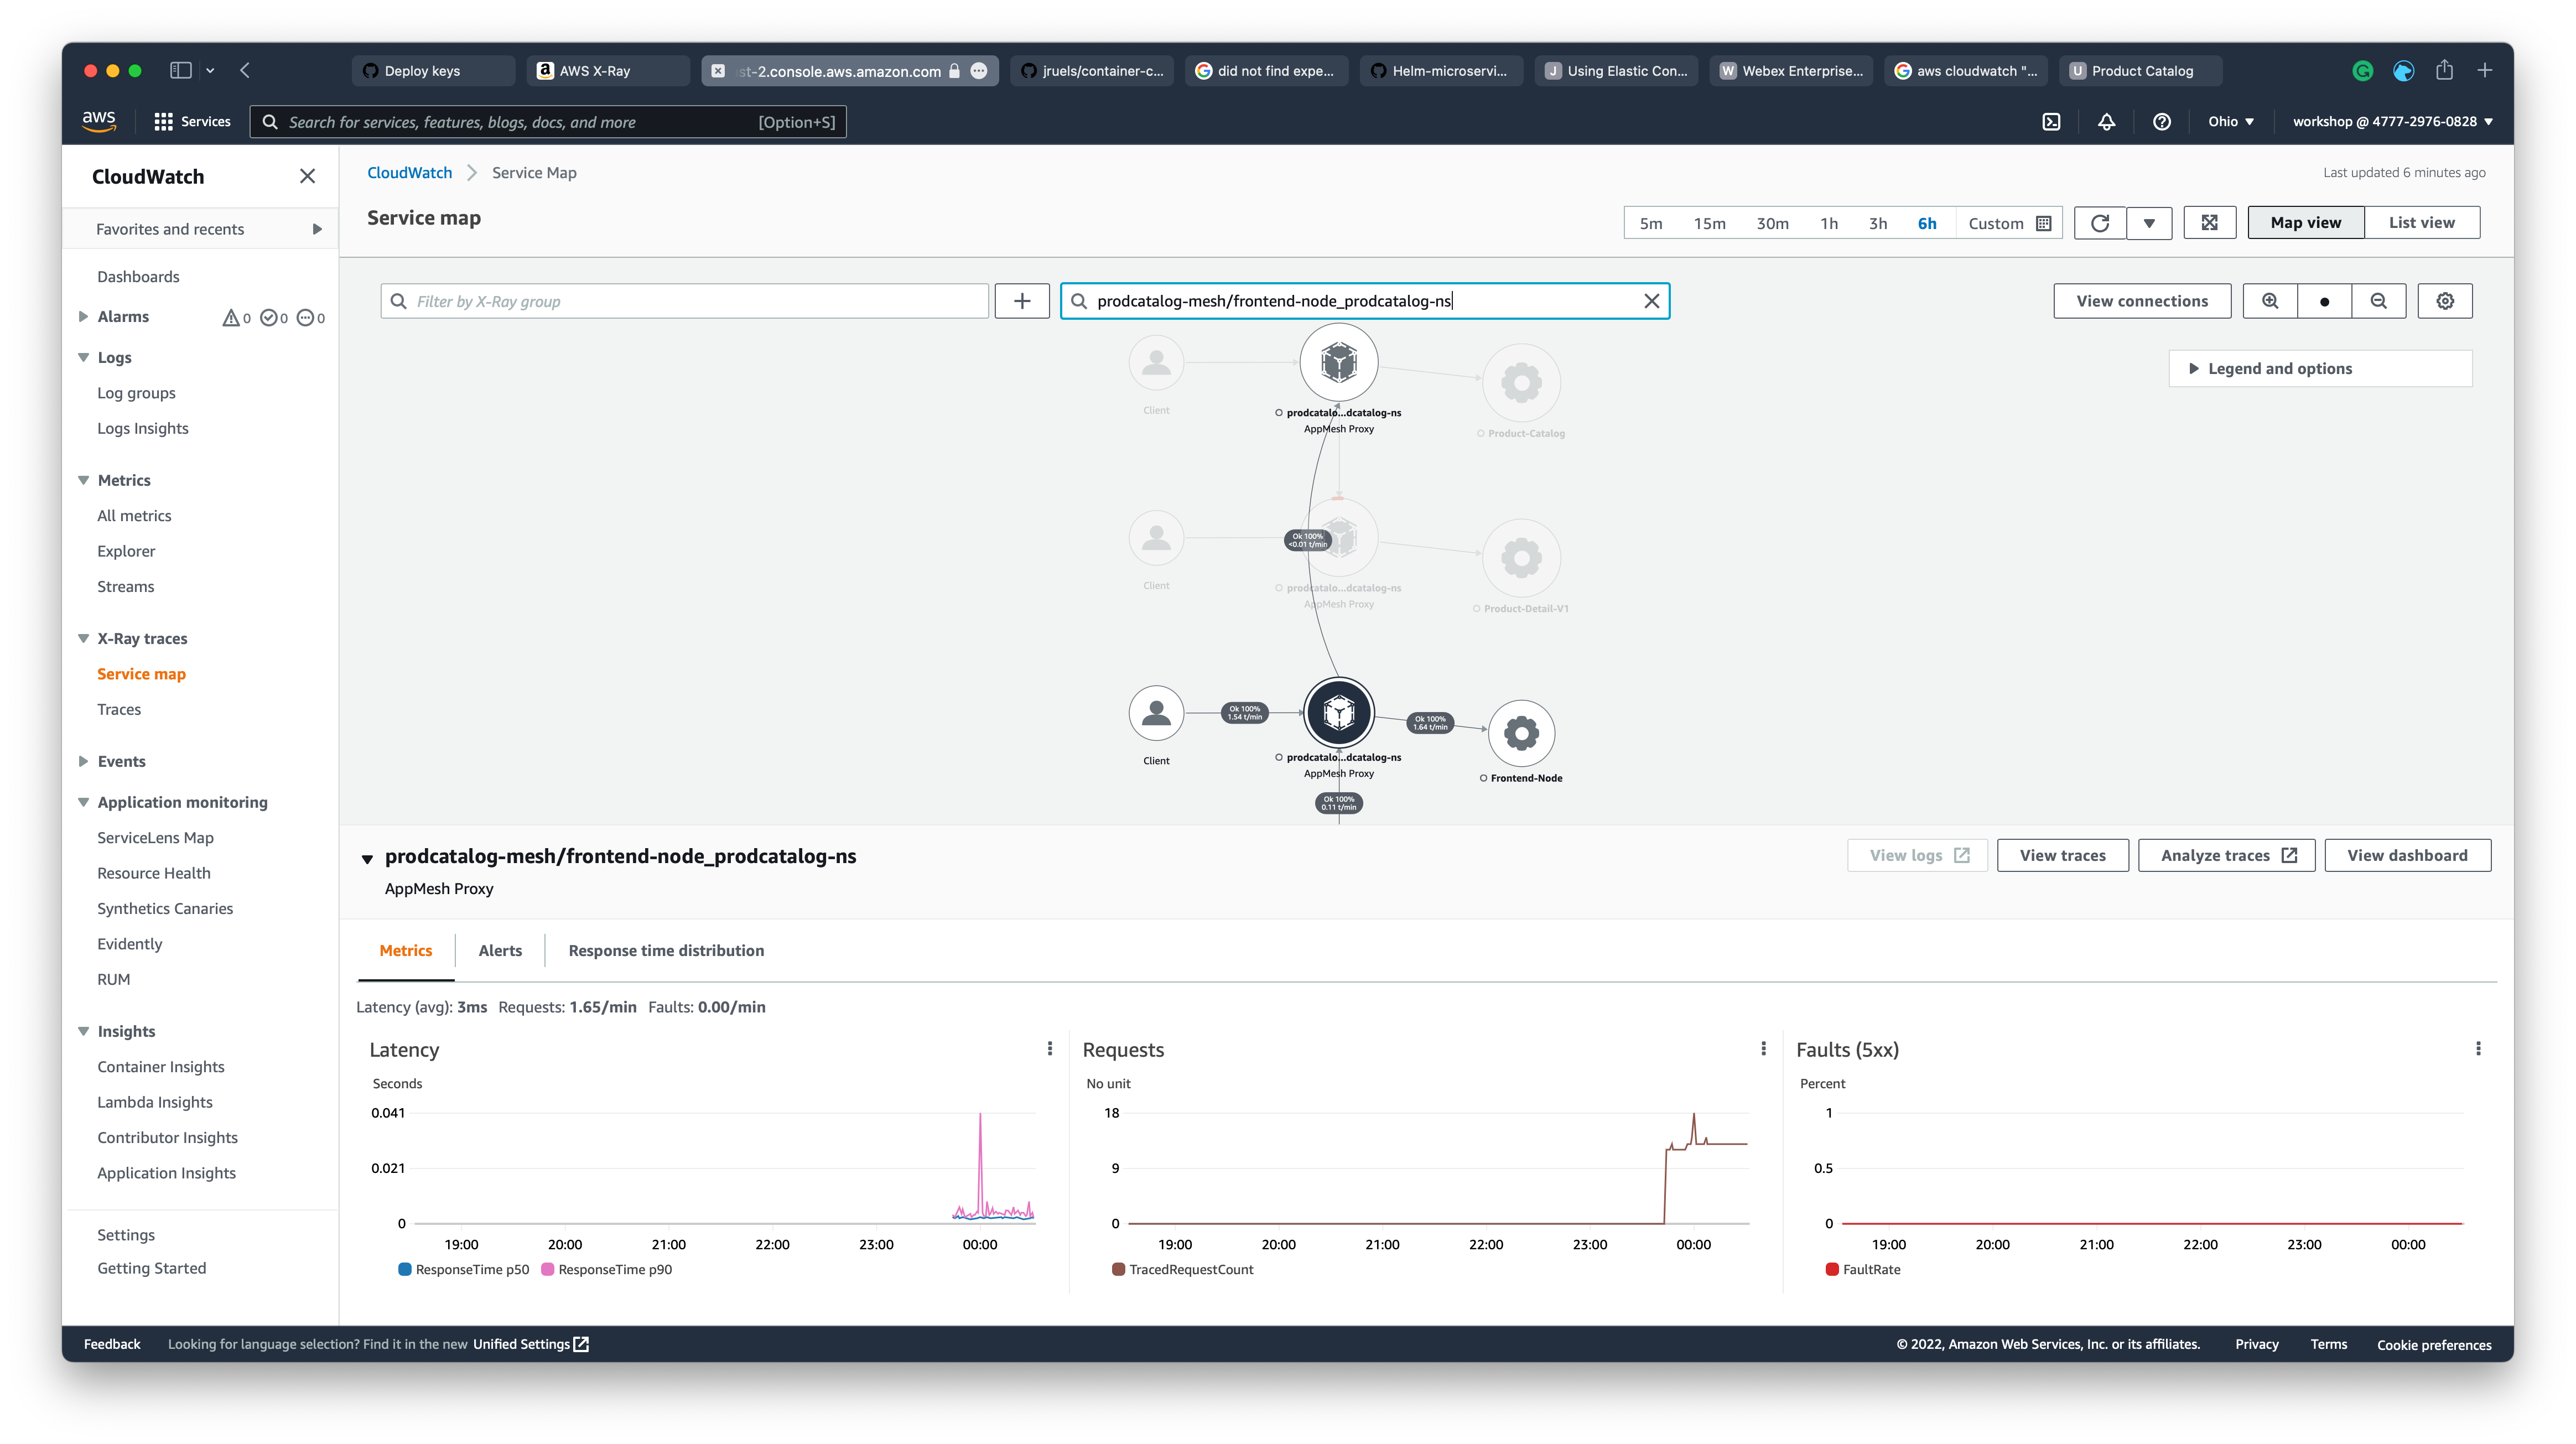 Deploy keys
AWS X-Ray
st-2.console.aws.amazon.com
jruels/container-c...
did not find expe...
Helm-microservi...
Using Elastic Con...
Webex Enterprise...
aws cloudwatch "...
Product Catalog
aws
Services
Search for services, features, blogs, docs, and more
[Option+S]
Ohio
workshop @ 4777-2976-0828
CloudWatch
Favorites and recents
Dashboards
Alarms
0
0
0
Logs
Log groups
Logs Insights
Metrics
All metrics
Explorer
Streams
X-Ray traces
Service map
Traces
Events
Application monitoring
ServiceLens Map
Resource Health
Synthetics Canaries
Evidently
RUM
Insights
Container Insights
Lambda Insights
Contributor Insights
Application Insights
Settings
Getting Started
CloudWatch
Service Map
Last updated 6 minutes ago
Service map
5m
15m
30m
1h
3h
6h
Custom
Map view
List view
Filter by X-Ray group
prodcatalog-mesh/frontend-node_prodcatalog-ns
View connections
Legend and options
Client
prodcatalo...dcatalog-ns
AppMesh Proxy
Product-Catalog
Ok 100%
<0.01 t/min
Client
prodcatalo...dcatalog-ns
AppMesh Proxy
Product-Detail-V1
Ok 100%
1.54 t/min
Ok 100%
1.64 t/min
Client
prodcatalo...dcatalog-ns
AppMesh Proxy
Frontend-Node
Ok 100%
0.11 t/min
prodcatalog-mesh/frontend-node_prodcatalog-ns
AppMesh Proxy
View logs
View traces
Analyze traces
View dashboard
Metrics
Alerts
Response time distribution
Latency (avg): 3ms Requests: 1.65/min Faults: 0.00/min
Latency
Seconds
0.041
0.021
0
19:00
20:00
21:00
22:00
23:00
00:00
ResponseTime p50
ResponseTime p90
Requests
No unit
18
9
0
19:00
20:00
21:00
22:00
23:00
00:00
TracedRequestCount
Faults (5xx)
Percent
1
0.5
0
19:00
20:00
21:00
22:00
23:00
00:00
FaultRate
Feedback
Looking for language selection? Find it in the new Unified Settings
© 2022, Amazon Web Services, Inc. or its affiliates.
Privacy
Terms
Cookie preferences